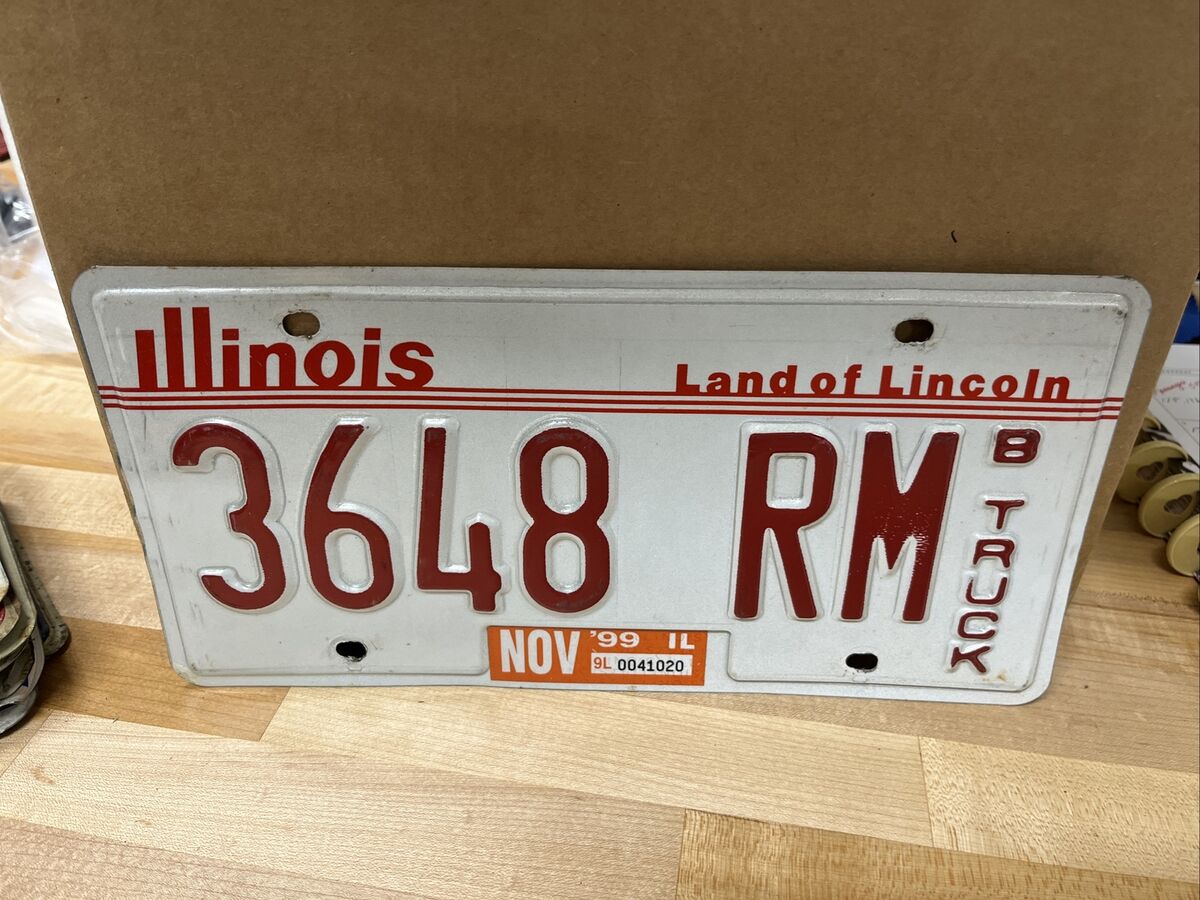 Illinois
Land of Lincoln
3648 RM
B TRUCK
NOV '99 IL
9L 0041020